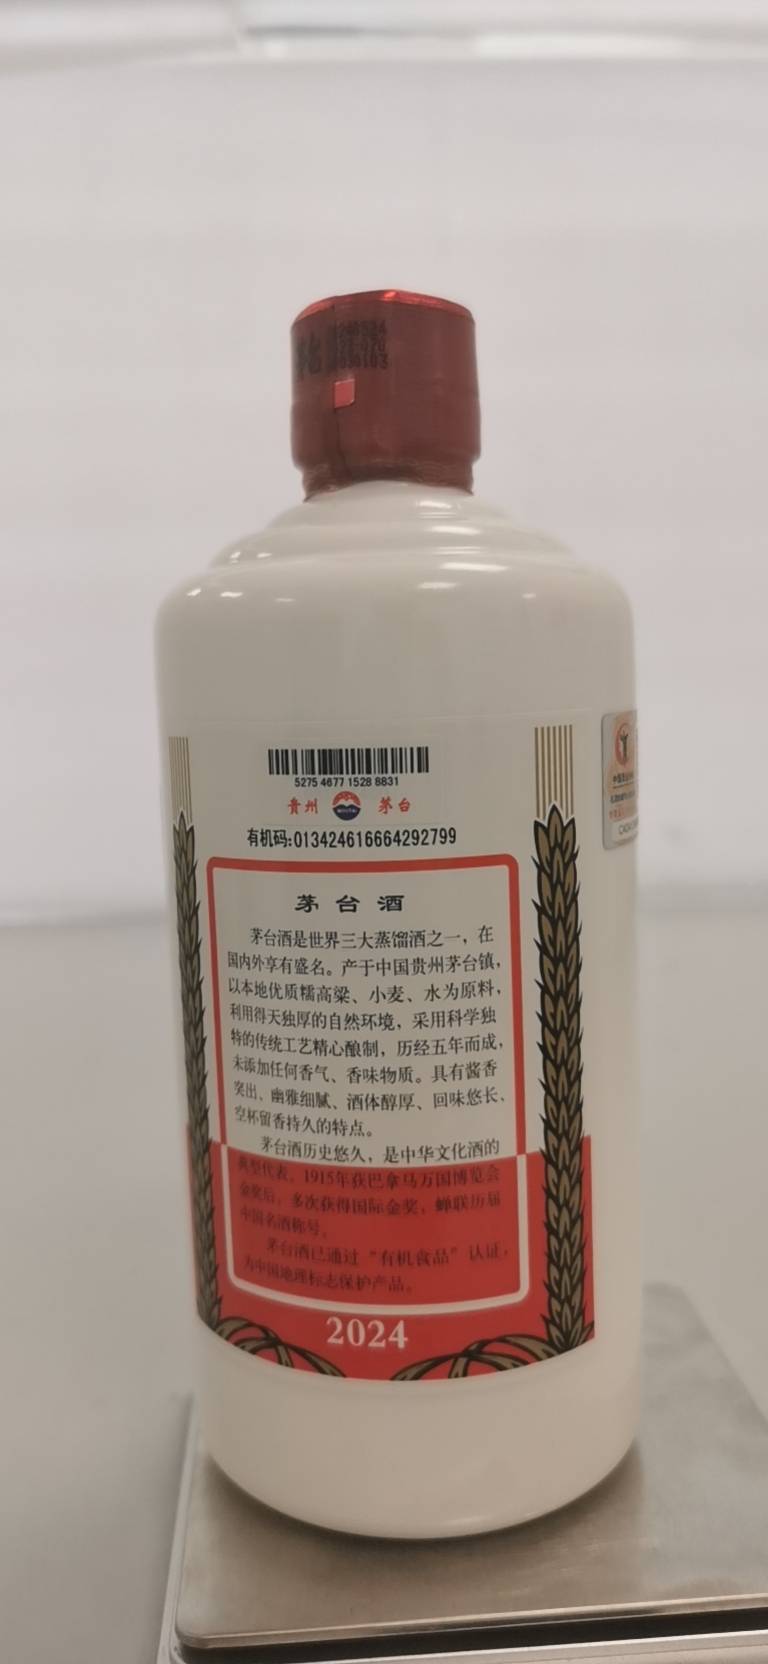 茅台
5275 4677 1528 8831
贵州 茅台
有机码:013424616664292799
茅台酒
茅台酒是世界三大蒸馏酒之一，在
国内外享有盛名。产于中国贵州茅台镇，
以本地优质糯高粱、小麦、水为原料，
利用得天独厚的自然环境，采用科学独
特的传统工艺精心酿制，历经五年而成，
未添加任何香气、香味物质。具有酱香
突出、幽雅细腻、酒体醇厚、回味悠长、
空杯留香持久的特点。
茅台酒历史悠久，是中华文化酒的
典型代表。1915年获巴拿马万国博览会
金奖后，多次获得国际金奖，蝉联历届
中国名酒称号。
茅台酒已通过“有机食品”认证，
为中国地理标志保护产品。
2024